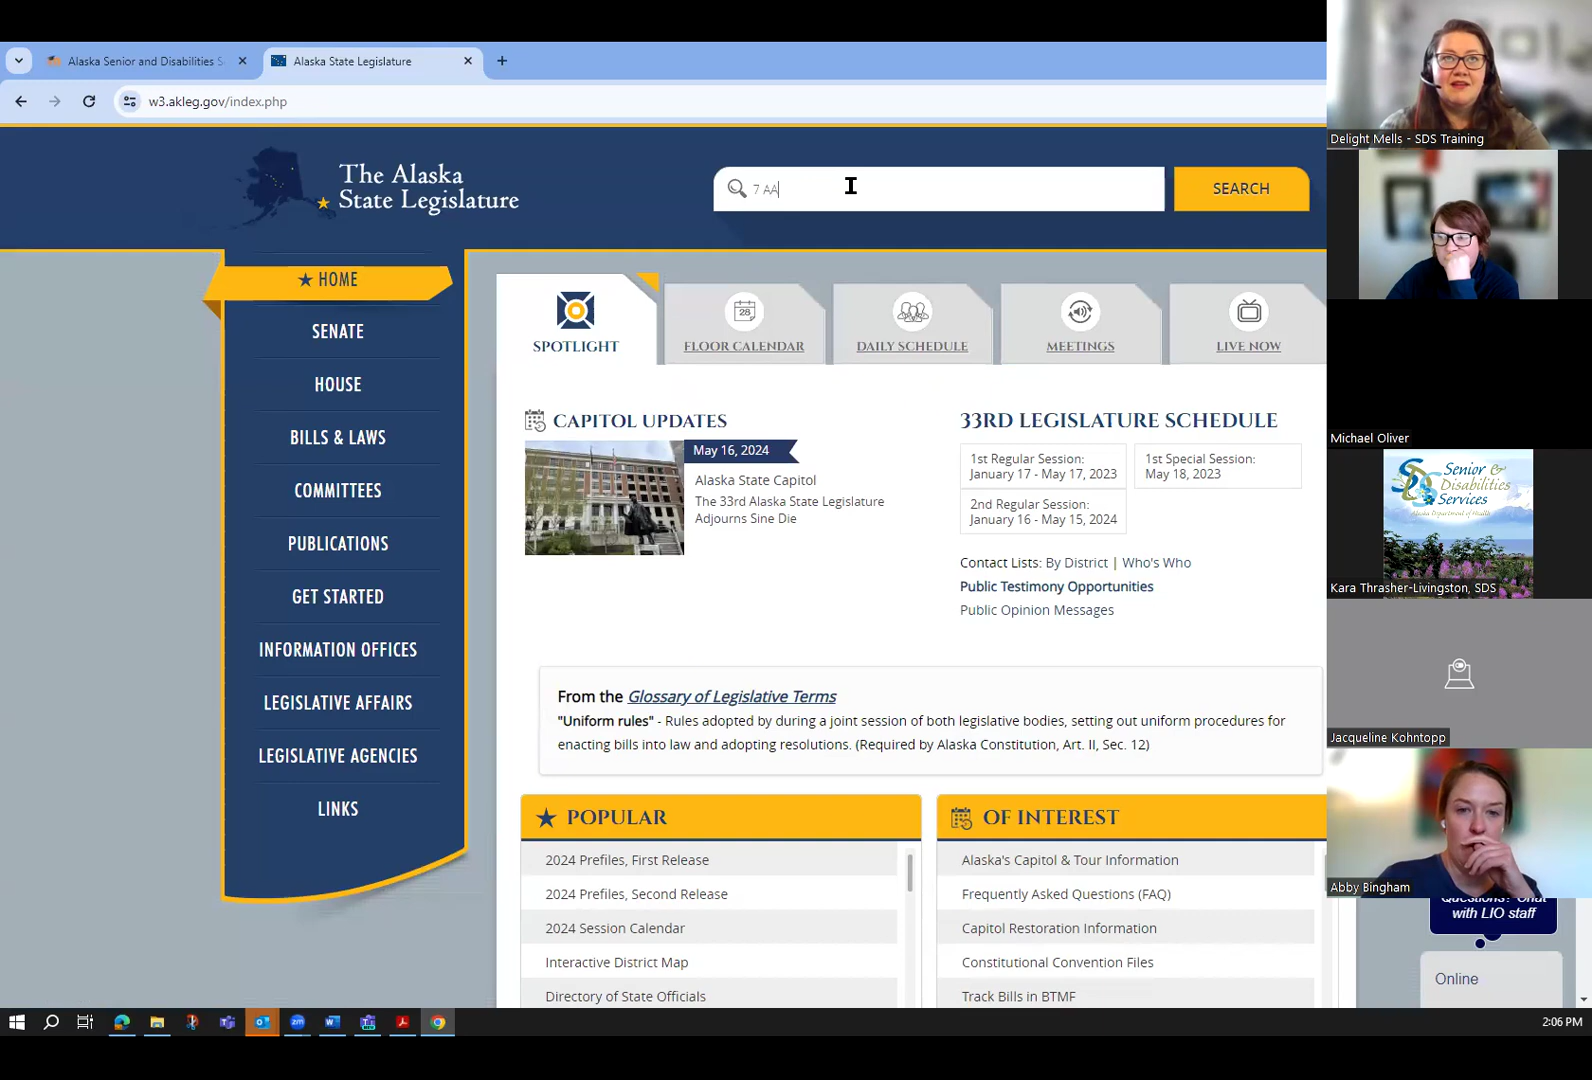 Alaska Senior and Disabilities S
Alaska State Legislature
w3.akleg.gov/index.php
The Alaska
State Legislature
7 AA
SEARCH
HOME
SENATE
HOUSE
BILLS & LAWS
COMMITTEES
PUBLICATIONS
GET STARTED
INFORMATION OFFICES
LEGISLATIVE AFFAIRS
LEGISLATIVE AGENCIES
LINKS
SPOTLIGHT
28
FLOOR CALENDAR
DAILY SCHEDULE
MEETINGS
LIVE NOW
CAPITOL UPDATES
May 16, 2024
Alaska State Capitol
The 33rd Alaska State Legislature
Adjourns Sine Die
33RD LEGISLATURE SCHEDULE
1st Regular Session:
January 17 - May 17, 2023
1st Special Session:
May 18, 2023
2nd Regular Session:
January 16 - May 15, 2024
Contact Lists: By District | Who's Who
Public Testimony Opportunities
Public Opinion Messages
From the Glossary of Legislative Terms
"Uniform rules" - Rules adopted by during a joint session of both legislative bodies, setting out uniform procedures for
enacting bills into law and adopting resolutions. (Required by Alaska Constitution, Art. II, Sec. 12)
POPULAR
2024 Prefiles, First Release
2024 Prefiles, Second Release
2024 Session Calendar
Interactive District Map
Directory of State Officials
OF INTEREST
Alaska's Capitol & Tour Information
Frequently Asked Questions (FAQ)
Capitol Restoration Information
Constitutional Convention Files
Track Bills in BTMF
Delight Mells - SDS Training
Michael Oliver
Senior &
Disabilities
Services
Alaska Department of Health
Kara Thrasher-Livingston, SDS
Jacqueline Kohntopp
Abby Bingham
Questions? Chat
with LIO staff
Online
2:06 PM